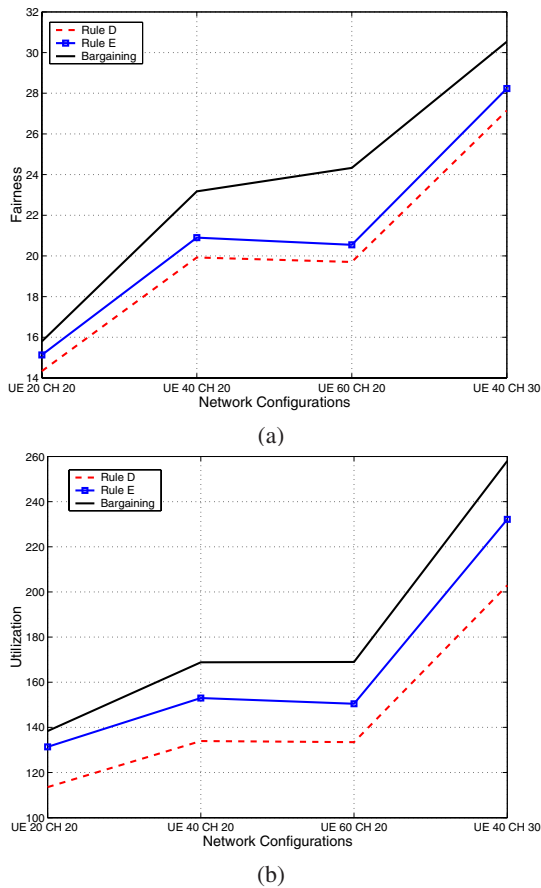 32
30
28
26
24
22
20
18
16
14
Fairness
Rule D
Rule E
Bargaining
UE 20 CH 20 UE 40 CH 20 UE 60 CH 20 UE 40 CH 30
Network Configurations
(a)
260
240
220
200
180
160
140
120
100
Utilization
Rule D
Rule E
Bargaining
UE 20 CH 20 UE 40 CH 20 UE 60 CH 20 UE 40 CH 30
Network Configurations
(b)